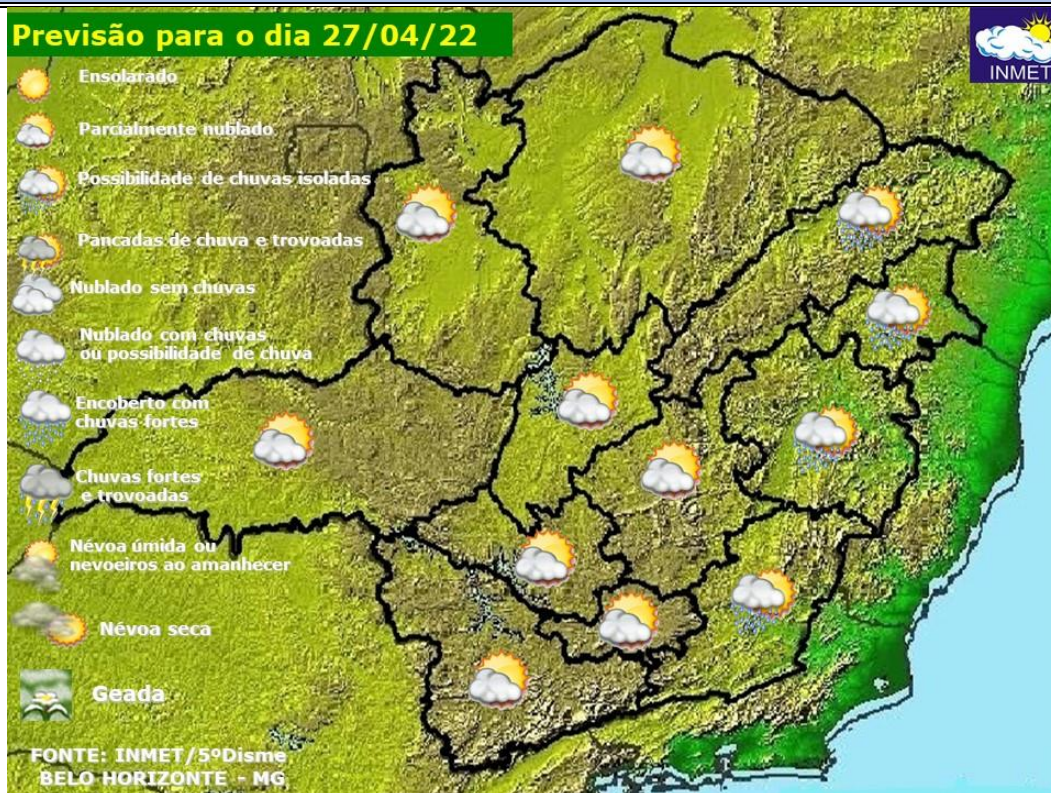 Previsão para o dia 27/04/22
INMET
Ensolarado
Parcialmente nublado
Possibilidade de chuvas isoladas
Pancadas de chuva e trovoadas
Nublado sem chuvas
Nublado com chuvas
ou possibilidade de chuva
Encoberto com
chuvas fortes
Chuvas fortes
e trovoadas
Névoa úmida ou
nevoeiros ao amanhecer
Névoa seca
Geada
FONTE: INMET/5ºDisme
BELO HORIZONTE - MG